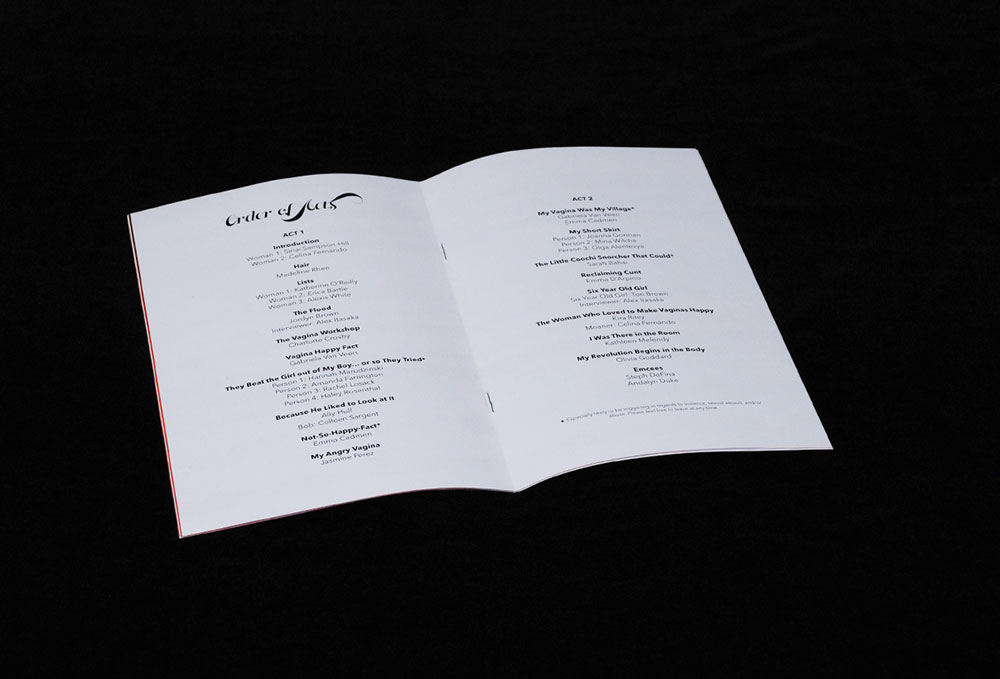 Order of Acts
ACT 1
Introduction
Woman 1: Sinai Sampson-Hill
Woman 2: Celina Fernando
Hair
Madeline Rhee
Lists
Woman 1: Katherine O'Reilly
Woman 2: Erica Bartle
Woman 3: Alexis White
The Flood
Jordyn Brown
Interviewer: Alex Itasaka
The Vagina Workshop
Charlotte Crosby
Vagina Happy Fact
Gabriela Van Veen
They Beat the Girl out of My Boy... or so They Tried*
Person 1: Hannah Marudzinski
Person 2: Amanda Farrington
Person 3: Rachel Losack
Person 4: Haley Rosenthal
Because He Liked to Look at It
Ally Hull
Bob: Colleen Sargent
Not-So-Happy-Fact*
Emma Cadmen
My Angry Vagina
Jasmine Perez
ACT 2
My Vagina Was My Village*
Gabriela Van Veen
Emma Cadmen
My Short Skirt
Person 1: Joanna Gorman
Person 2: Mina Wilcha
Person 3: Olga Alentevye
The Little Coochi Snorcher That Could*
Sarah Babai
Reclaiming Cunt
Emma D'Arpino
Six Year Old Girl
Six Year Old Girl: Tori Brown
Interviewer: Alex Itasaka
The Woman Who Loved to Make Vaginas Happy
Kira Riley
Moaner: Celina Fernando
I Was There in the Room
Kathleen Melendy
My Revolution Begins in the Body
Olivia Goddard
Emcees
Steph DeFina
Andalyn Duke
* Especially likely to be triggering in regards to violence, sexual assault, and/or
abuse. Please feel free to leave at any time.